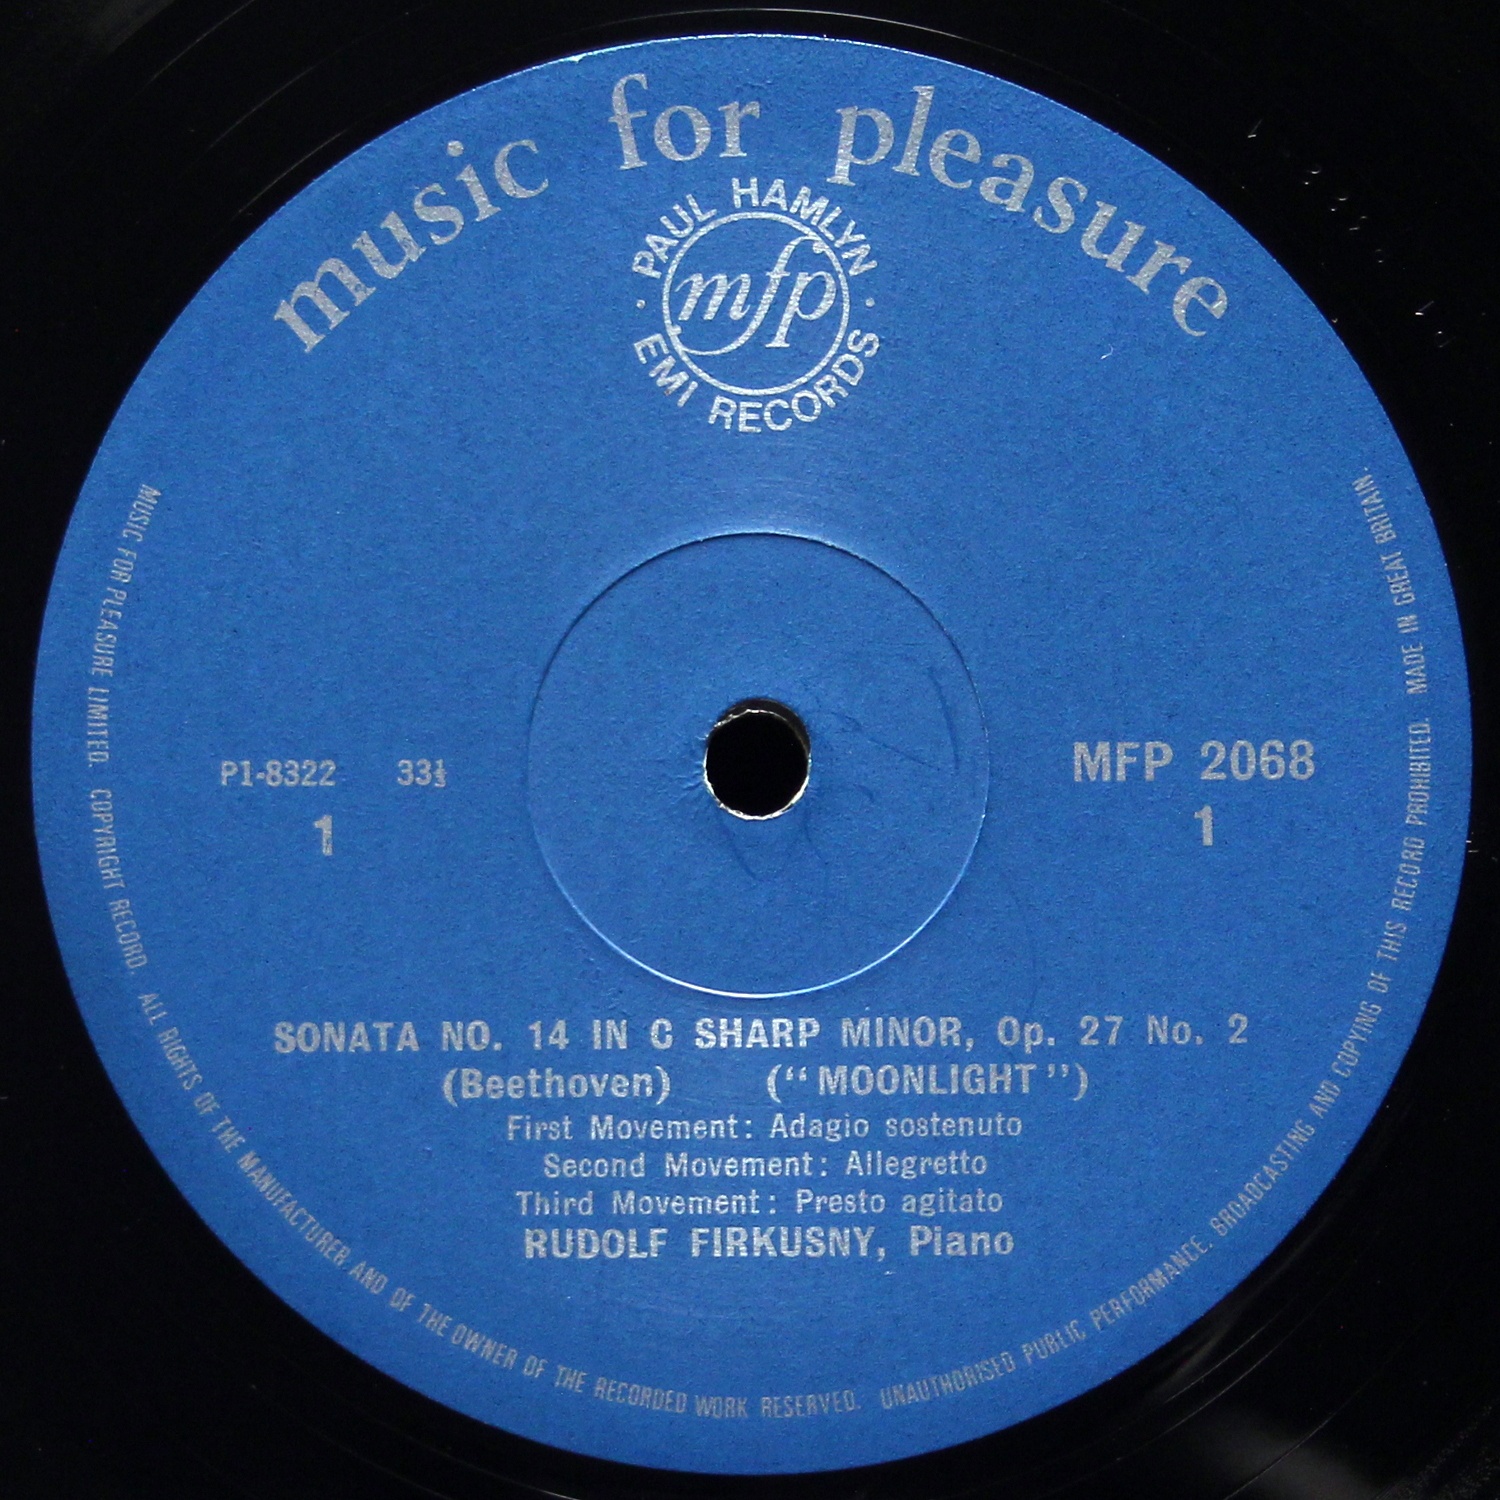 music for pleasure
PAUL HAMLYN
mfp
· EMI RECORDS ·
P1-8322 33⅓
1
MFP 2068
1
SONATA NO. 14 IN C SHARP MINOR, Op. 27 No. 2
(Beethoven) (“MOONLIGHT”)
First Movement: Adagio sostenuto
Second Movement: Allegretto
Third Movement: Presto agitato
RUDOLF FIRKUSNY, Piano
MUSIC FOR PLEASURE LIMITED. COPYRIGHT RECORD. ALL RIGHTS OF THE MANUFACTURER AND OF THE OWNER OF THE RECORDED WORK RESERVED. UNAUTHORISED PUBLIC PERFORMANCE. BROADCASTING AND COPYING OF THIS RECORD PROHIBITED. MADE IN GREAT BRITAIN.